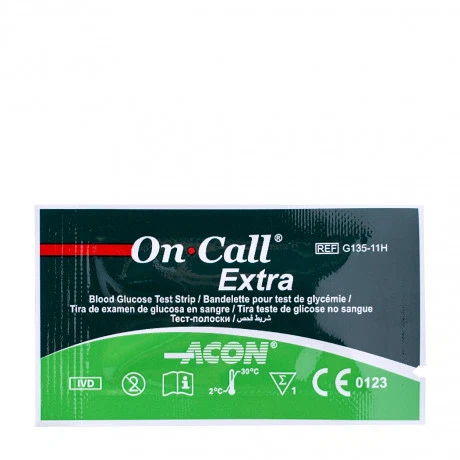 On·Call®
REF G135-11H
Extra
Blood Glucose Test Strip / Bandelette pour test de glycémie /
Tira de examen de glucosa en sangre / Tira teste de glicose no sangue
Тест-полоски / شريط فحص
ACON®
IVD
2
i
2°C
30°C
Σ
1
CE 0123